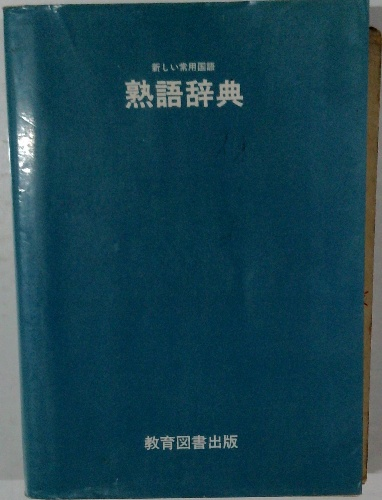 新しい常用国語
熟語辞典
教育図書出版